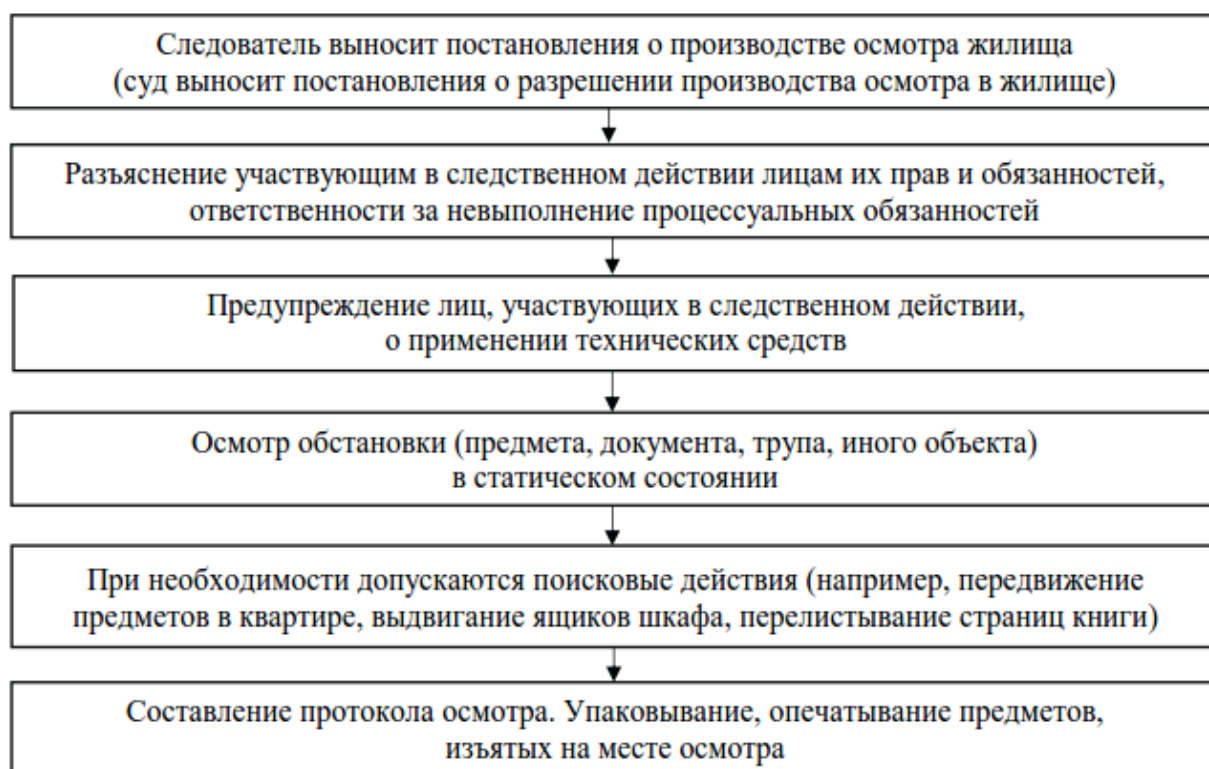 Следователь выносит постановления о производстве осмотра жилища
(суд выносит постановления о разрешении производства осмотра в жилище)
Разъяснение участвующим в следственном действии лицам их прав и обязанностей,
ответственности за невыполнение процессуальных обязанностей
Предупреждение лиц, участвующих в следственном действии,
о применении технических средств
Осмотр обстановки (предмета, документа, трупа, иного объекта)
в статическом состоянии
При необходимости допускаются поисковые действия (например, передвижение
предметов в квартире, выдвигание ящиков шкафа, перелистывание страниц книги)
Составление протокола осмотра. Упаковывание, опечатывание предметов,
изъятых на месте осмотра